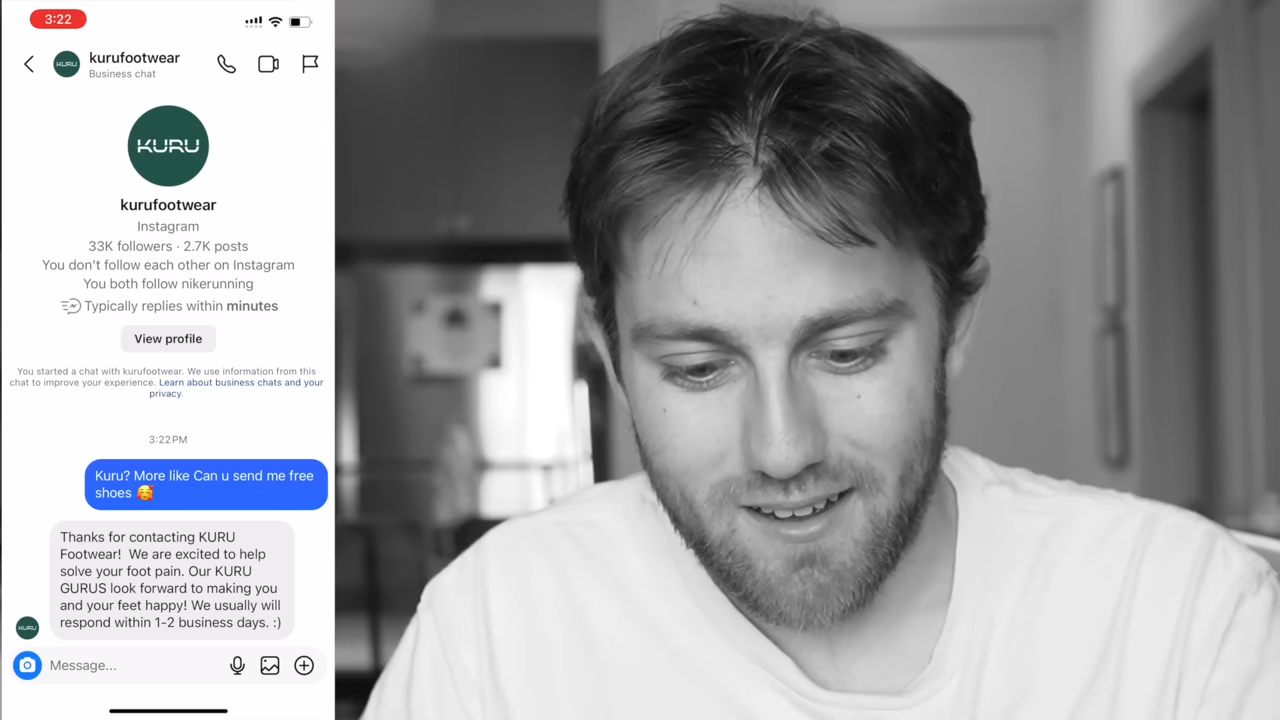 3:22
kurufootwear
Business chat
KURU
KURU
kurufootwear
Instagram
33K followers · 2.7K posts
You don't follow each other on Instagram
You both follow nikerunning
Typically replies within minutes
View profile
You started a chat with kurufootwear. We use information from this
chat to improve your experience. Learn about business chats and your
privacy.
3:22 PM
Kuru? More like Can u send me free
shoes 🥰
Thanks for contacting KURU
Footwear!  We are excited to help
solve your foot pain. Our KURU
GURUS look forward to making you
and your feet happy! We usually will
respond within 1-2 business days. :)
KURU
Message...